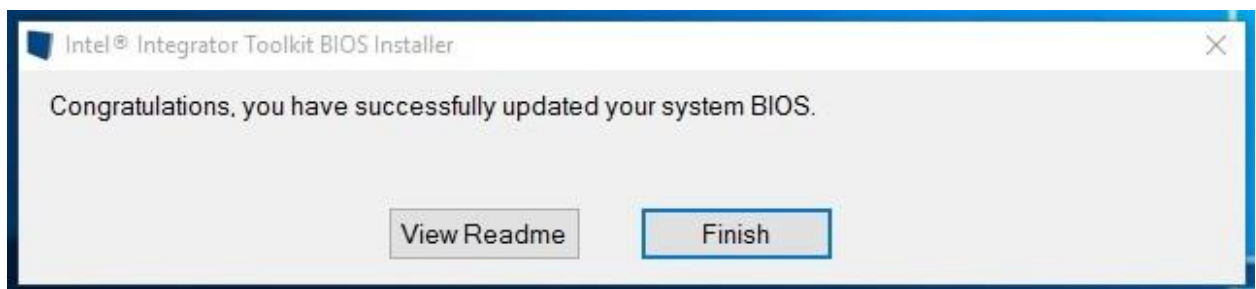 Intel® Integrator Toolkit BIOS Installer
Congratulations, you have successfully updated your system BIOS.
View Readme
Finish